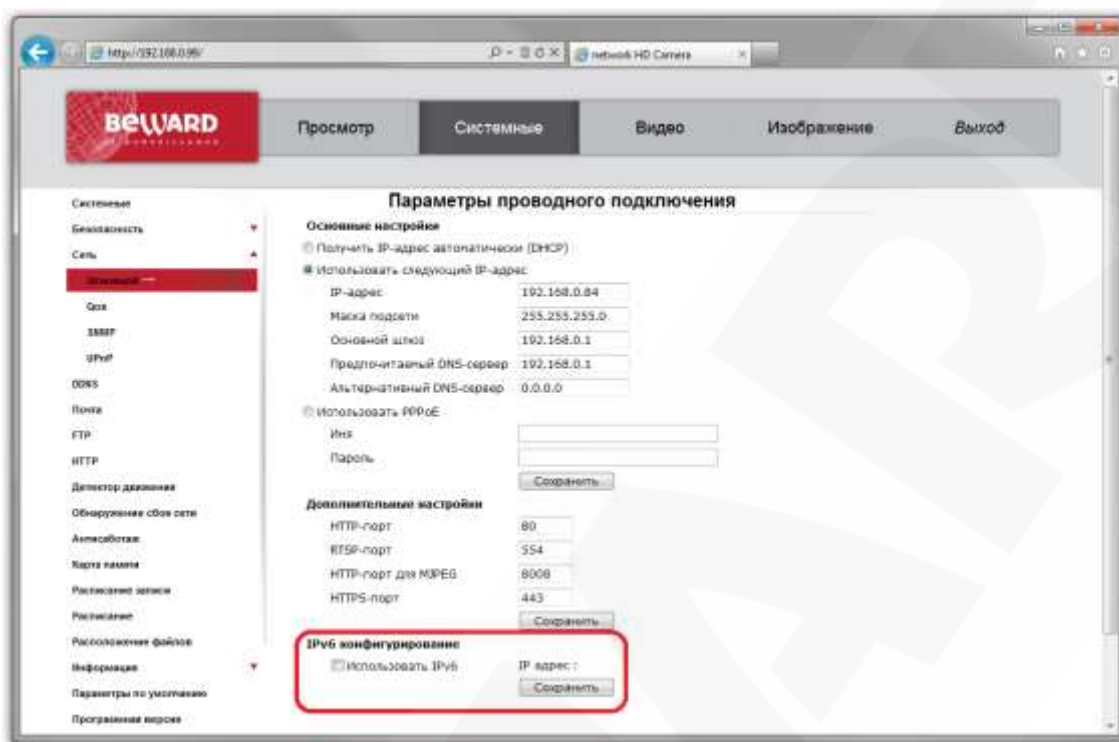 http://192.168.0.99/
network HD Camera
BEWARD
Просмотр
Системные
Видео
Изображение
Выход
Системные
Безопасность
Сеть
Основной
Qos
SNMP
UPnP
DDNS
Почта
FTP
HTTP
Детектор движения
Обнаружение сбоя сети
Антисаботаж
Карта памяти
Расписание записи
Расписание
Расположение файлов
Информация
Параметры по умолчанию
Программная версия
Параметры проводного подключения
Основные настройки
Получить IP-адрес автоматически (DHCP)
Использовать следующий IP-адрес
IP-адрес 192.168.0.84
Маска подсети 255.255.255.0
Основной шлюз 192.168.0.1
Предпочитаемый DNS-сервер 192.168.0.1
Альтернативный DNS-сервер 0.0.0.0
Использовать PPPoE
Имя
Пароль
Сохранить
Дополнительные настройки
HTTP-порт 80
RTSP-порт 554
HTTP-порт для MJPEG 8008
HTTPS-порт 443
Сохранить
IPv6 конфигурирование
Использовать IPv6 IP адрес :
Сохранить